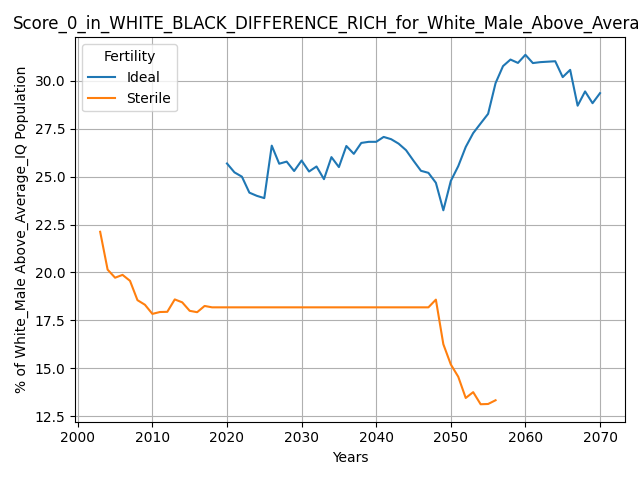 Score_0_in_WHITE_BLACK_DIFFERENCE_RICH_for_White_Male_Above_Avera
Fertility
Ideal
Sterile
% of White_Male Above_Average_IQ Population
30.0
27.5
25.0
22.5
20.0
17.5
15.0
12.5
2000 2010 2020 2030 2040 2050 2060 2070
Years